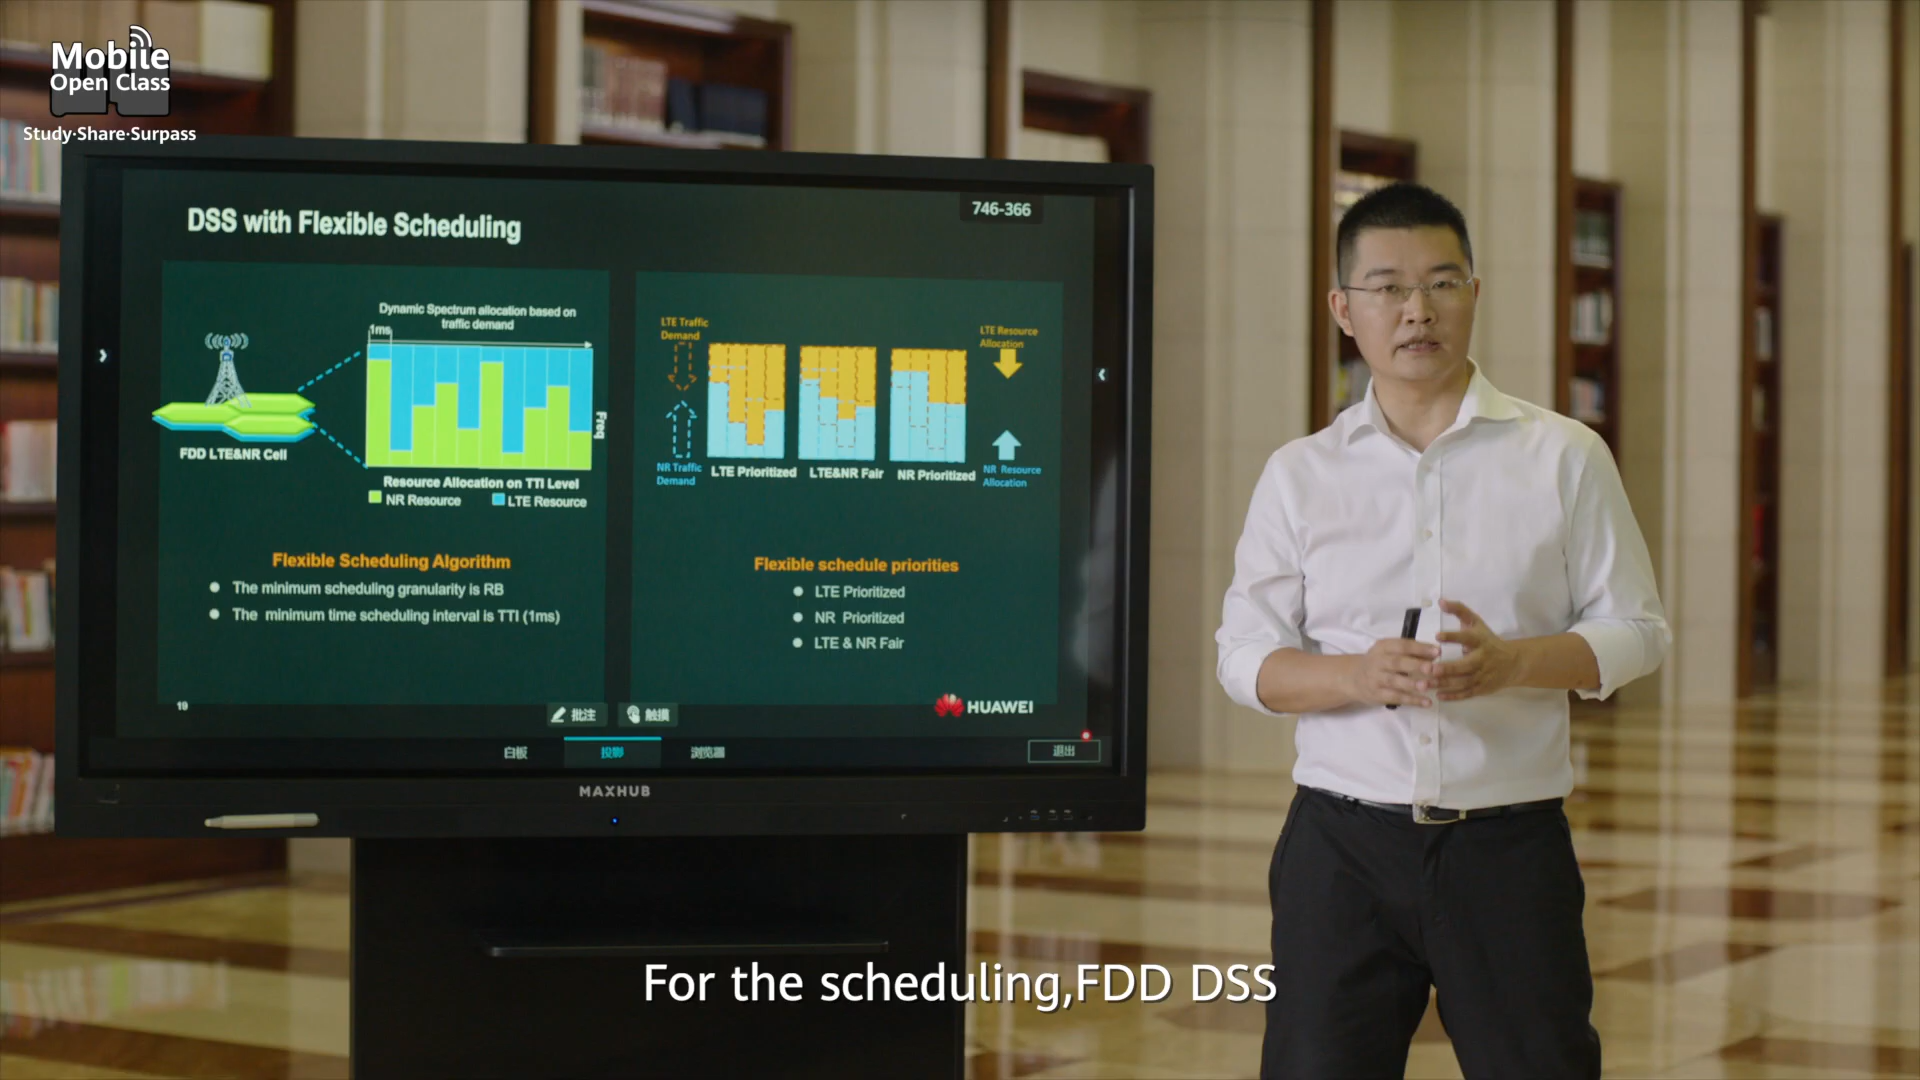 Mobile
Open Class
Study·Share·Surpass
DSS with Flexible Scheduling
746-366
Dynamic Spectrum allocation based on
traffic demand
1ms
Freq
FDD LTE&NR Cell
Resource Allocation on TTI Level
NR Resource
LTE Resource
Flexible Scheduling Algorithm
The minimum scheduling granularity is RB
The minimum time scheduling interval is TTI (1ms)
LTE Traffic
Demand
LTE Resource
Allocation
NR Traffic
Demand
LTE Prioritized
LTE&NR Fair
NR Prioritized
NR Resource
Allocation
Flexible schedule priorities
LTE Prioritized
NR Prioritized
LTE & NR Fair
19
批注
触摸
HUAWEI
白板
投影
浏览器
退出
MAXHUB
For the scheduling,FDD DSS